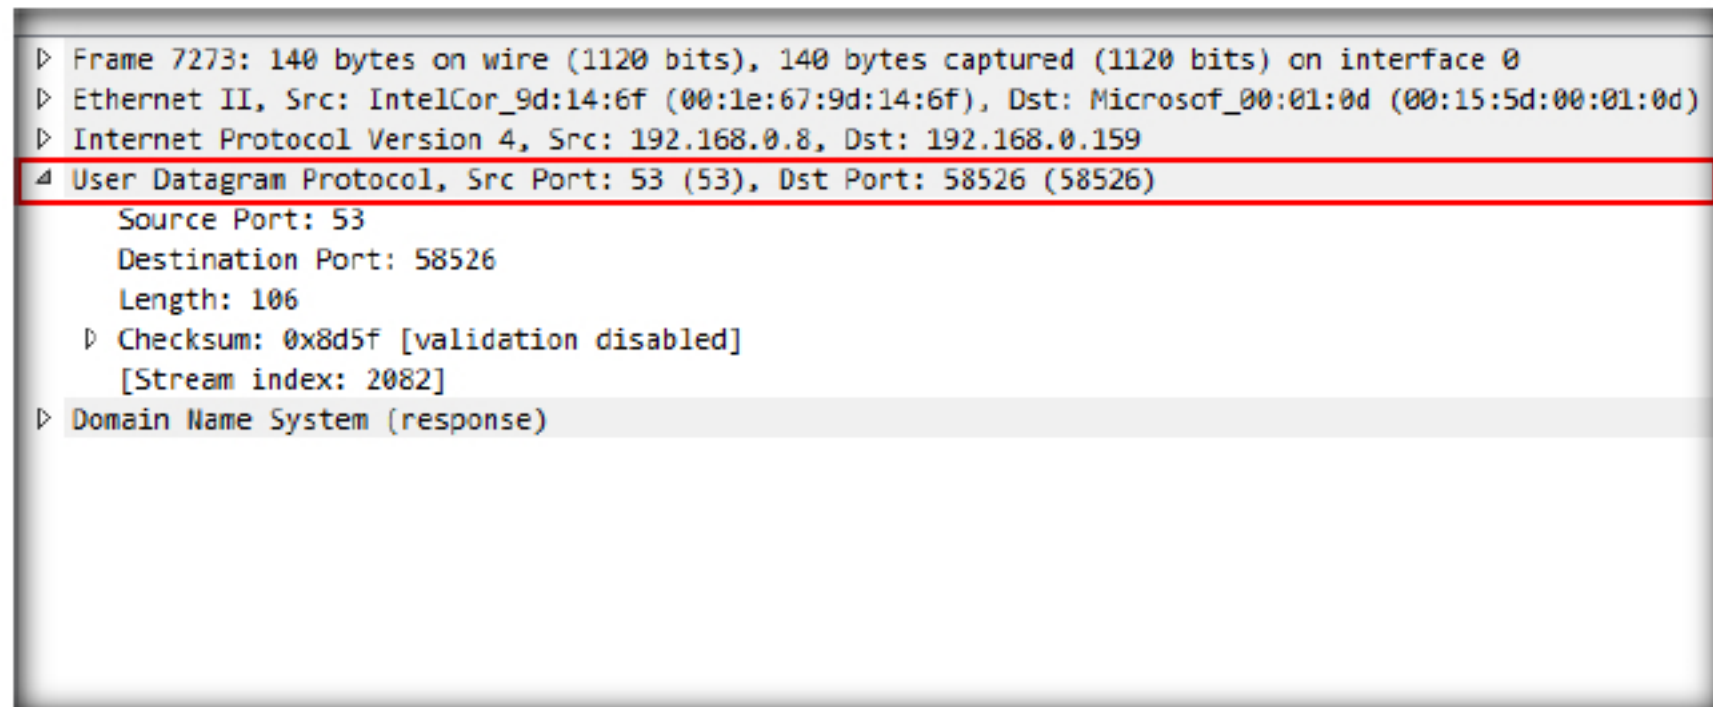 Frame 7273: 140 bytes on wire (1120 bits), 140 bytes captured (1120 bits) on interface 0
Ethernet II, Src: IntelCor_9d:14:6f (00:1e:67:9d:14:6f), Dst: Microsof_00:01:0d (00:15:5d:00:01:0d)
Internet Protocol Version 4, Src: 192.168.0.8, Dst: 192.168.0.159
User Datagram Protocol, Src Port: 53 (53), Dst Port: 58526 (58526)
Source Port: 53
Destination Port: 58526
Length: 106
Checksum: 0x8d5f [validation disabled]
[Stream index: 2082]
Domain Name System (response)